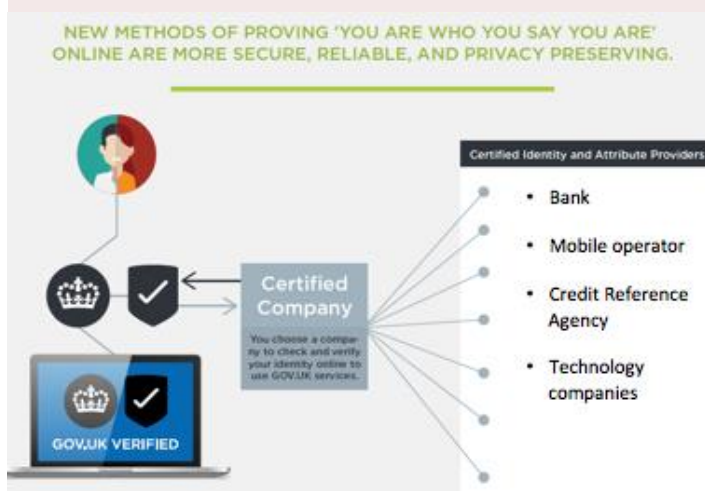 NEW METHODS OF PROVING 'YOU ARE WHO YOU SAY YOU ARE'
ONLINE ARE MORE SECURE, RELIABLE, AND PRIVACY PRESERVING.
Certified Identity and Attribute Providers
• Bank
• Mobile operator
• Credit Reference
Agency
• Technology
companies
Certified
Company
You choose a compa-
ny to check and verify
your identity online to
use GOV.UK services.
GOV.UK VERIFIED